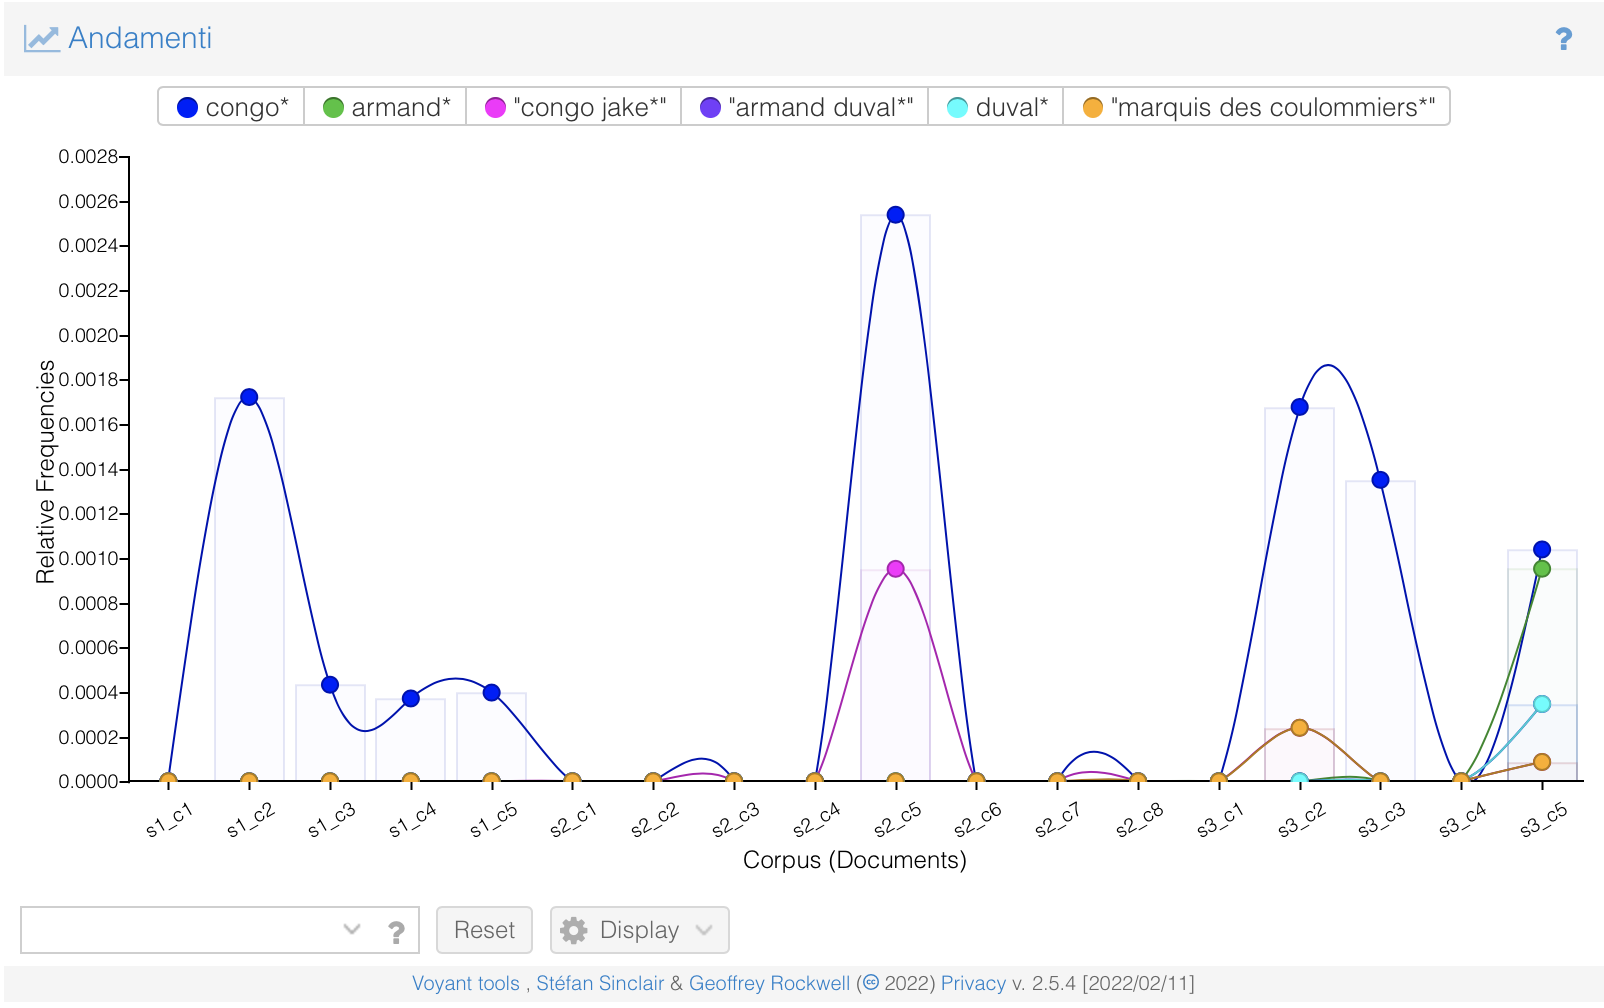 Andamenti ?
congo* armand* "congo jake*" "armand duval*" duval* "marquis des coulommiers*"
0.0028
0.0026
0.0024
0.0022
0.0020
0.0018
0.0016
0.0014
0.0012
0.0010
0.0008
0.0006
0.0004
0.0002
0.0000
Relative Frequencies
s1_c1 s1_c2 s1_c3 s1_c4 s1_c5 s2_c1 s2_c2 s2_c3 s2_c4 s2_c5 s2_c6 s2_c7 s2_c8 s3_c1 s3_c2 s3_c3 s3_c4 s3_c5
Corpus (Documents)
? Reset Display
Voyant tools , Stéfan Sinclair & Geoffrey Rockwell (🅭 2022) Privacy v. 2.5.4 [2022/02/11]